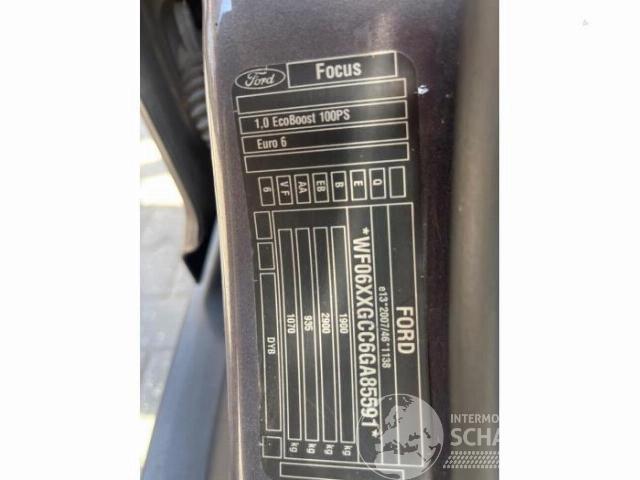 Ford
Focus
1,0 EcoBoost 100PS
Euro 6
6 VF AA EB B E Q
FORD
e13*2007/46*1138
*WF06XXGCC6GA85591*
1900 kg
2900 kg
935 kg
1070 kg
DYB
INTERMO
SCHA